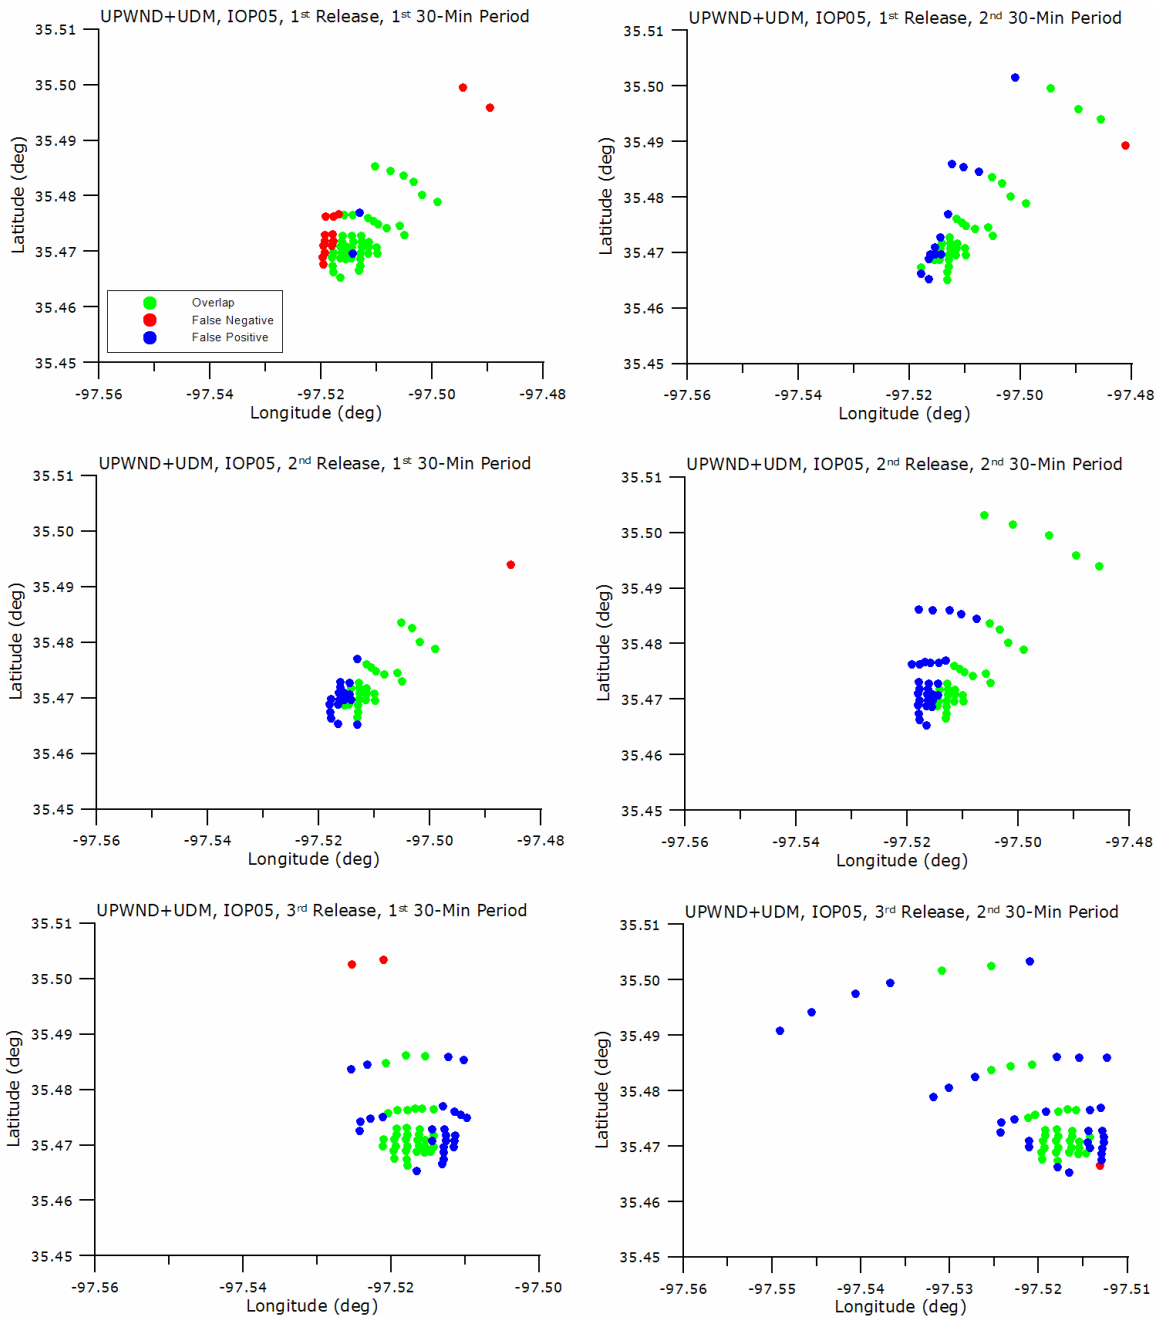 UPWND+UDM, IOP05, 1st Release, 1st 30-Min Period
35.51
35.50
35.49
35.48
35.47
35.46
35.45
Latitude (deg)
Overlap
False Negative
False Positive
-97.56 -97.54 -97.52 -97.50 -97.48
Longitude (deg)
UPWND+UDM, IOP05, 1st Release, 2nd 30-Min Period
35.51
35.50
35.49
35.48
35.47
35.46
35.45
Latitude (deg)
-97.56 -97.54 -97.52 -97.50 -97.48
Longitude (deg)
UPWND+UDM, IOP05, 2nd Release, 1st 30-Min Period
35.51
35.50
35.49
35.48
35.47
35.46
35.45
Latitude (deg)
-97.56 -97.54 -97.52 -97.50 -97.48
Longitude (deg)
UPWND+UDM, IOP05, 2nd Release, 2nd 30-Min Period
35.51
35.50
35.49
35.48
35.47
35.46
35.45
Latitude (deg)
-97.56 -97.54 -97.52 -97.50 -97.48
Longitude (deg)
UPWND+UDM, IOP05, 3rd Release, 1st 30-Min Period
35.51
35.50
35.49
35.48
35.47
35.46
35.45
Latitude (deg)
-97.56 -97.54 -97.52 -97.50
Longitude (deg)
UPWND+UDM, IOP05, 3rd Release, 2nd 30-Min Period
35.51
35.50
35.49
35.48
35.47
35.46
35.45
Latitude (deg)
-97.56 -97.55 -97.54 -97.53 -97.52 -97.51
Longitude (deg)